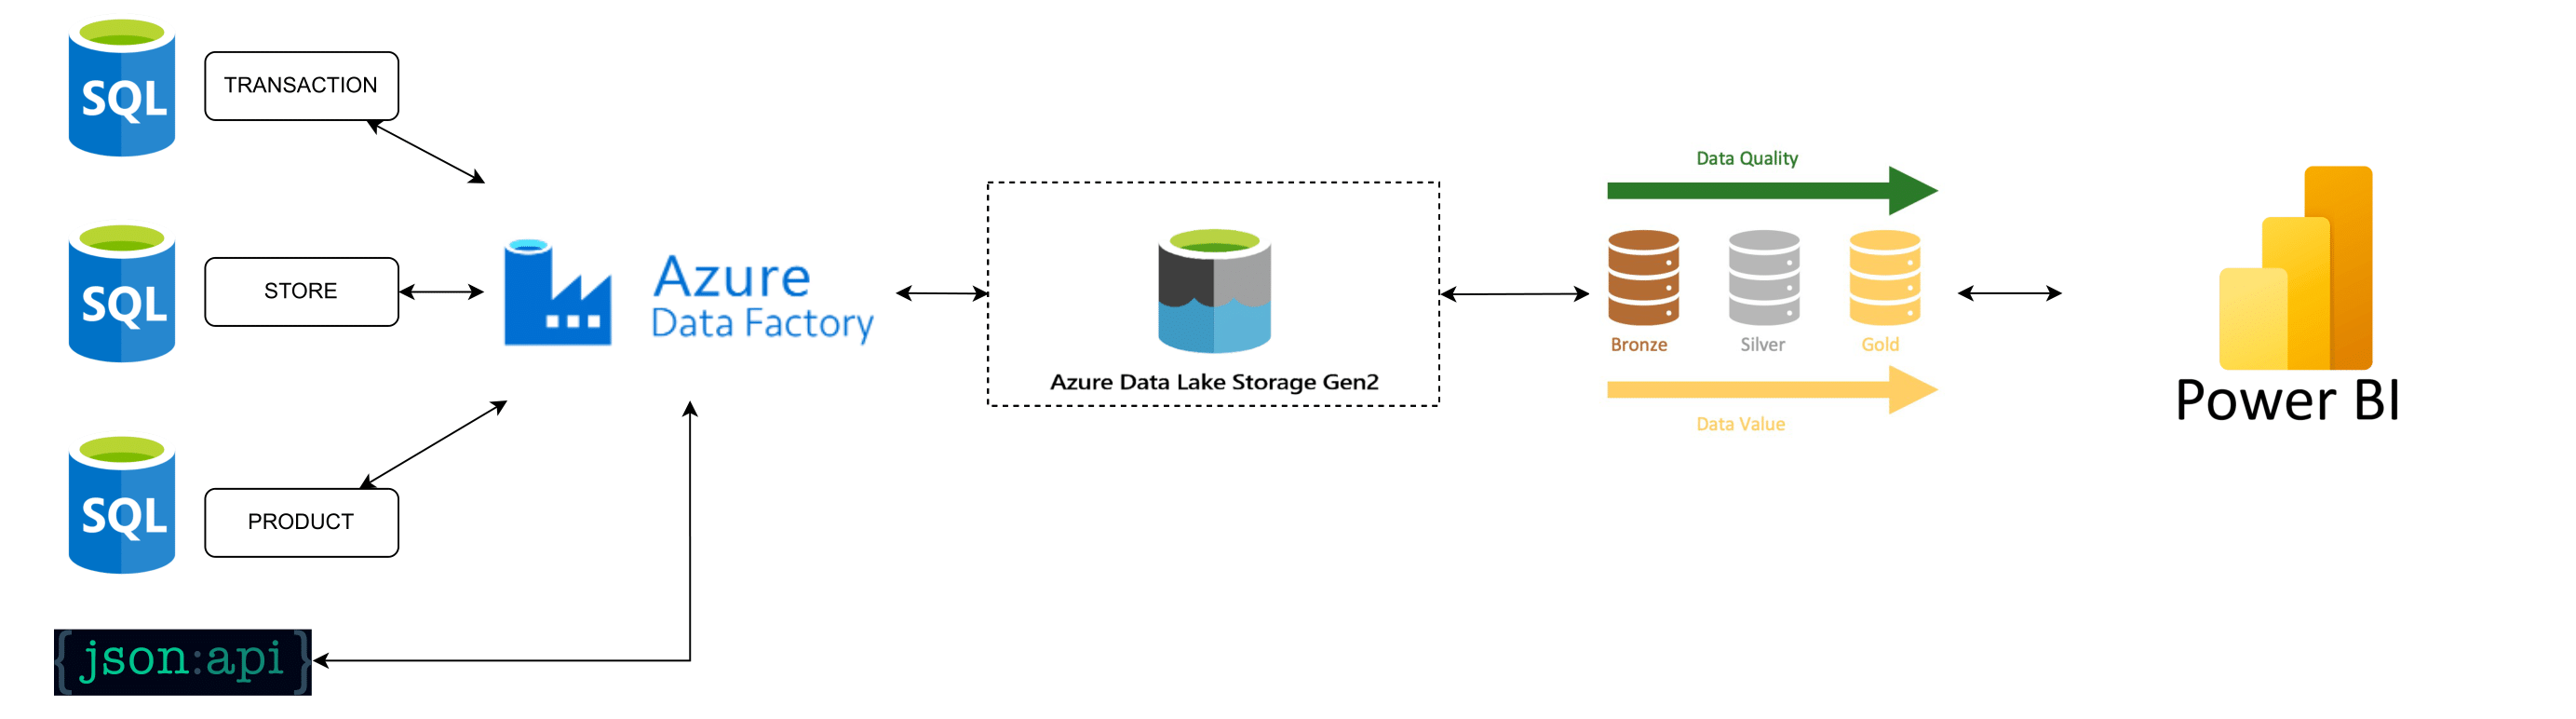 SQL
TRANSACTION
SQL
STORE
SQL
PRODUCT
{json:api}
Azure
Data Factory
Azure Data Lake Storage Gen2
Data Quality
Bronze
Silver
Gold
Data Value
Power BI